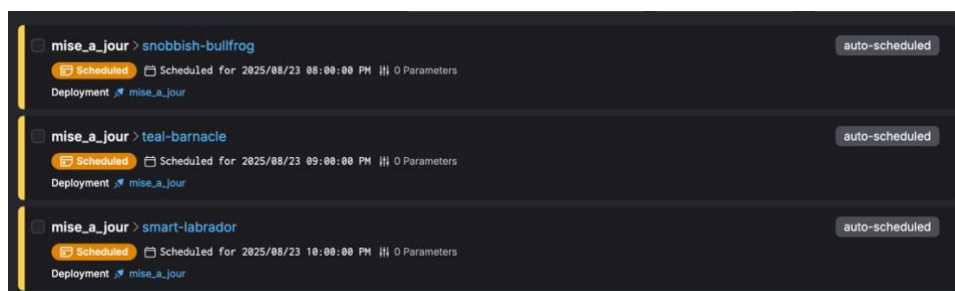 mise_a_jour > snobbish-bullfrog auto-scheduled
Scheduled Scheduled for 2025/08/23 08:00:00 PM 0 Parameters
Deployment mise_a_jour
mise_a_jour > teal-barnacle auto-scheduled
Scheduled Scheduled for 2025/08/23 09:00:00 PM 0 Parameters
Deployment mise_a_jour
mise_a_jour > smart-labrador auto-scheduled
Scheduled Scheduled for 2025/08/23 10:00:00 PM 0 Parameters
Deployment mise_a_jour